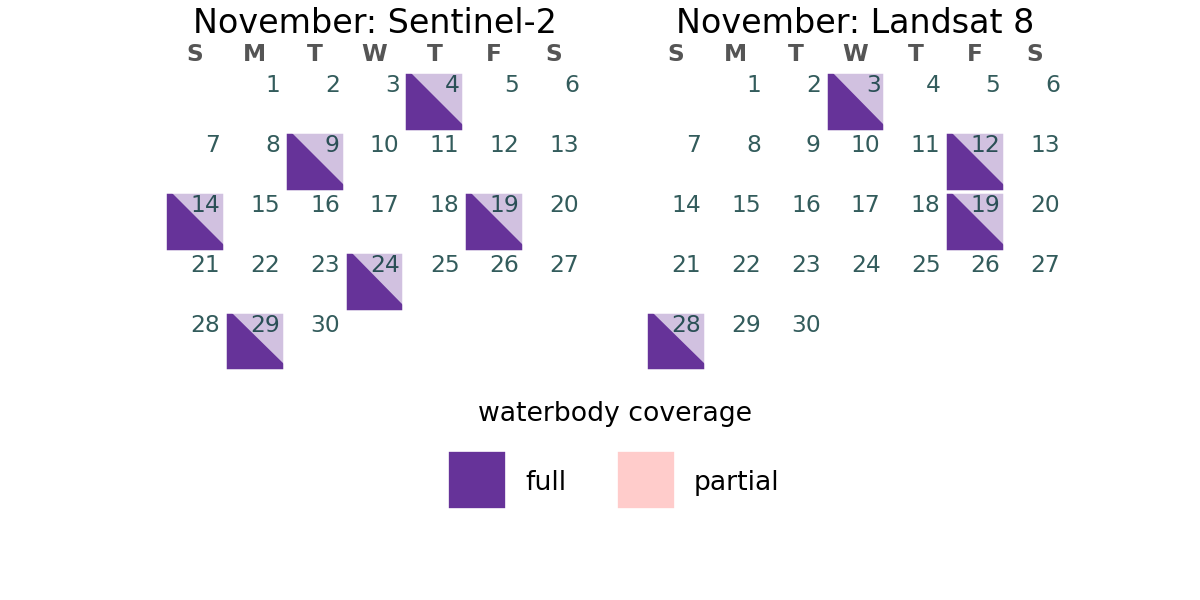 November: Sentinel-2
S M T W T F S
1 2 3 4 5 6
7 8 9 10 11 12 13
14 15 16 17 18 19 20
21 22 23 24 25 26 27
28 29 30
November: Landsat 8
S M T W T F S
1 2 3 4 5 6
7 8 9 10 11 12 13
14 15 16 17 18 19 20
21 22 23 24 25 26 27
28 29 30
waterbody coverage
full partial